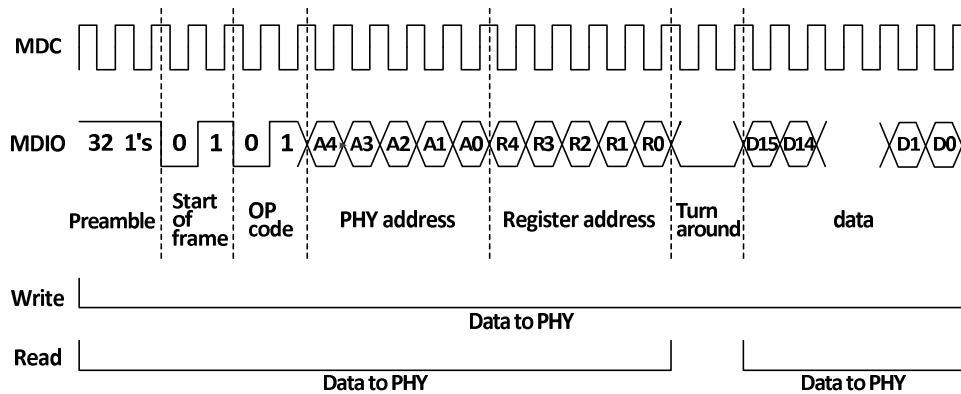 MDC
MDIO 32 1's 0 1 0 1 A4 A3 A2 A1 A0 R4 R3 R2 R1 R0 D15 D14 D1 D0
Preamble
Start
of
frame
OP
code
PHY address
Register address
Turn
around
data
Write
Data to PHY
Read
Data to PHY
Data to PHY